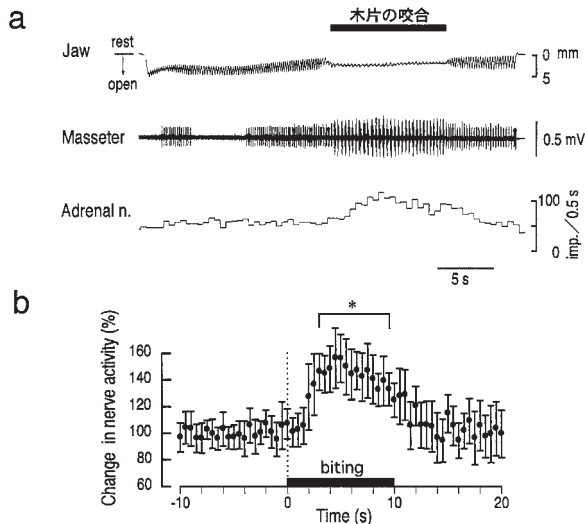 a
木片の咬合
Jaw
rest
open
0 mm
5
Masseter
0.5 mV
Adrenal n.
100
0
imp./0.5 s
5 s
b
Change in nerve activity (%)
160
140
120
100
80
60
*
biting
-10 0 10 20
Time (s)